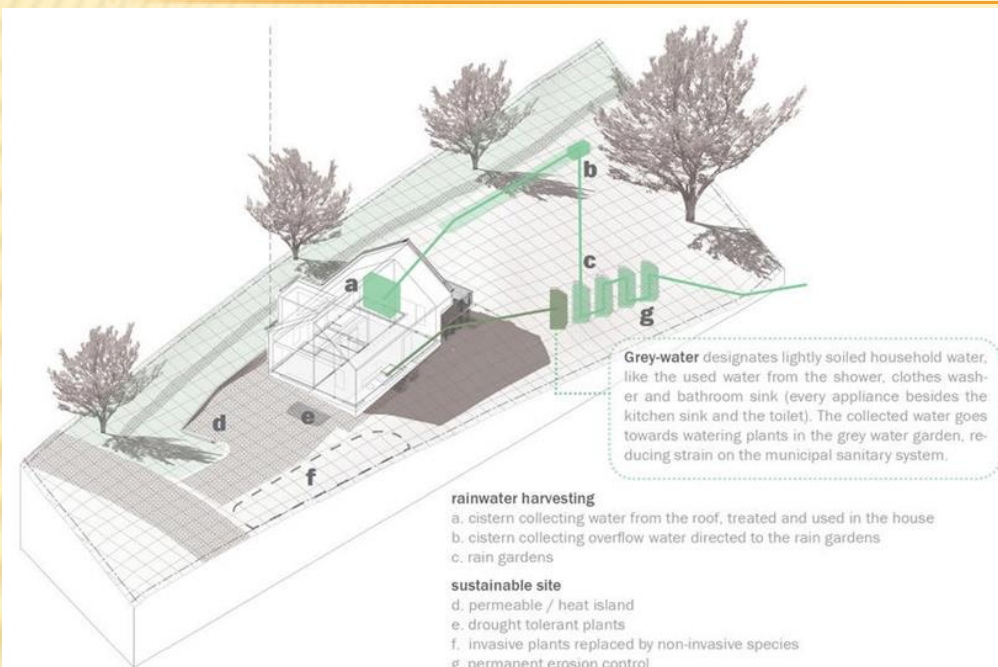 b
a
c
g
d
e
f
Grey-water designates lightly soiled household water,
like the used water from the shower, clothes wash-
er and bathroom sink (every appliance besides the
kitchen sink and the toilet). The collected water goes
towards watering plants in the grey water garden, re-
ducing strain on the municipal sanitary system.
rainwater harvesting
a. cistern collecting water from the roof, treated and used in the house
b. cistern collecting overflow water directed to the rain gardens
c. rain gardens
sustainable site
d. permeable / heat island
e. drought tolerant plants
f. invasive plants replaced by non-invasive species
g. permanent erosion control